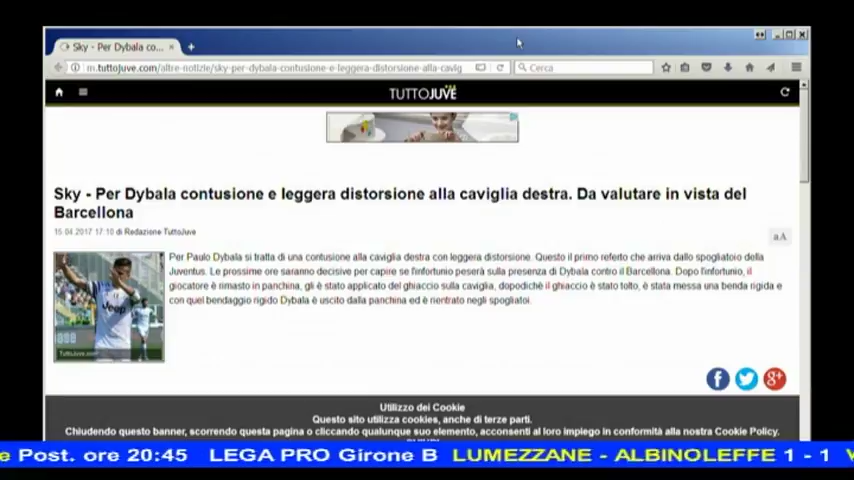 Sky - Per Dybala co...
m.tuttojuve.com/altre-notizie/sky-per-dybala-contusione-e-leggera-distorsione-alla-cavig
Cerca
TUTTOJUVE
Sky - Per Dybala contusione e leggera distorsione alla caviglia destra. Da valutare in vista del
Barcellona
15.04.2017 17:10 di Redazione TuttoJuve
aA
Per Paulo Dybala si tratta di una contusione alla caviglia destra con leggera distorsione. Questo il primo referto che arriva dallo spogliatoio della
Juventus. Le prossime ore saranno decisive per capire se l'infortunio peserà sulla presenza di Dybala contro il Barcellona. Dopo l'infortunio, il
giocatore è rimasto in panchina, gli è stato applicato del ghiaccio sulla caviglia, dopodichè il ghiaccio è stato tolto, è stata messa una benda rigida e
con quel bendaggio rigido Dybala è uscito dalla panchina ed è rientrato negli spogliatoi.
Jeep
TuttoJuve.com
f
g+
Utilizzo dei Cookie
Questo sito utilizza cookies, anche di terze parti.
Chiudendo questo banner, scorrendo questa pagina o cliccando qualunque suo elemento, acconsenti al loro impiego in conformità alla nostra Cookie Policy.
e Post. ore 20:45 LEGA PRO Girone B LUMEZZANE - ALBINOLEFFE 1 - 1 V